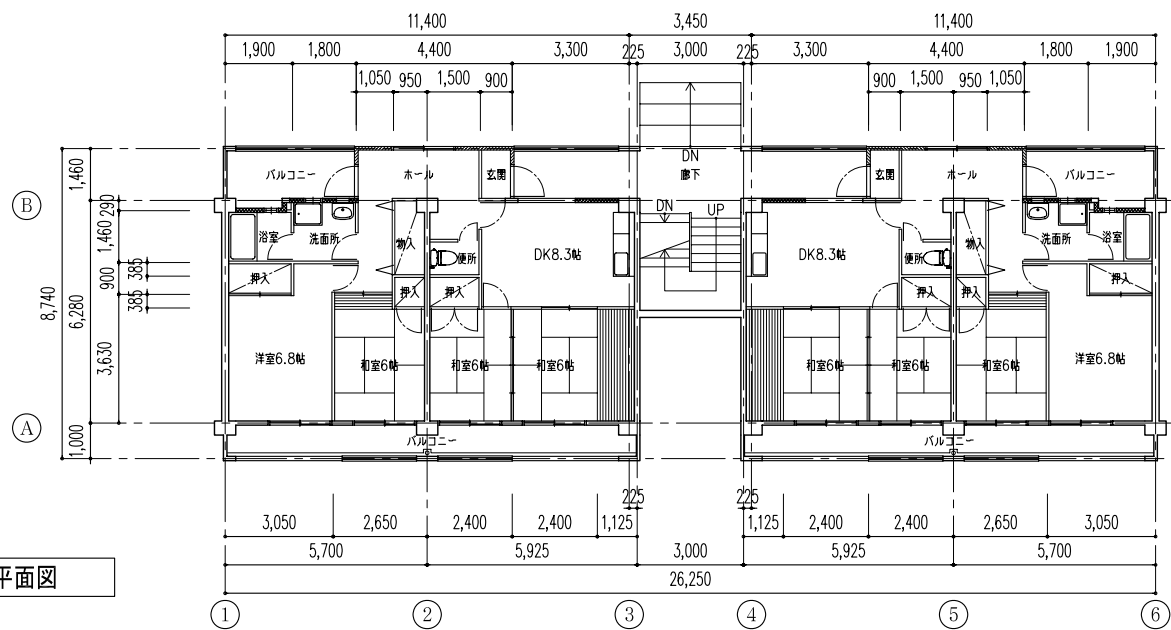 11,400 3,450 11,400
1,900 1,800 4,400 3,300 225 3,000 225 3,300 4,400 1,800 1,900
1,050 950 1,500 900 900 1,500 950 1,050
DN
バルコニー ホール 玄関 廊下 玄関 ホール バルコニー
1,460
B
290
DN UP
浴室 洗面所 物入 便所 DK8.3帖 DK8.3帖 便所 物入 洗面所 浴室
1,460
385
900
385
押入 押入 押入 押入 押入 押入
8,740
6,280
3,630
洋室6.8帖 和室6帖 和室6帖 和室6帖 和室6帖 和室6帖 和室6帖 洋室6.8帖
A
1,000
バルコニー バルコニー
225 225
3,050 2,650 2,400 2,400 1,125 1,125 2,400 2,400 2,650 3,050
5,700 5,925 3,000 5,925 5,700
26,250
平面図
1 2 3 4 5 6